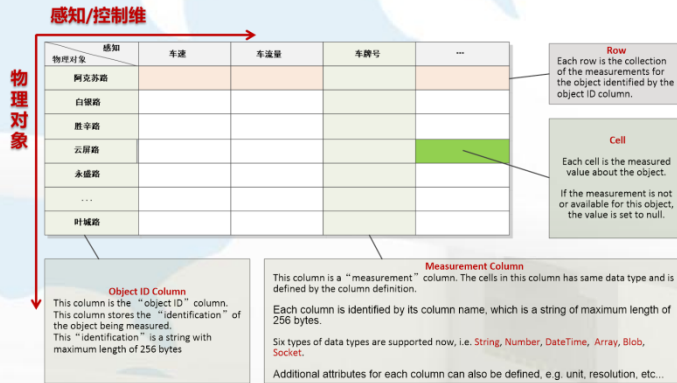 感知/控制维
物理对象
感知
物理对象
车速
车流量
车牌号
...
阿克苏路
白银路
胜辛路
云屏路
永盛路
...
叶城路
Row
Each row is the collection
of the measurements for
the object identified by the
object ID column.
Cell
Each cell is the measured
value about the object.
If the measurement is not
or available for this object,
the value is set to null.
Object ID Column
This column is the “object ID” column.
This column stores the “identification” of
the object being measured.
This “identification” is a string with
maximum length of 256 bytes
Measurement Column
This column is a “measurement” column. The cells in this column has same data type and is
defined by the column definition.
Each column is identified by its column name, which is a string of maximum length of
256 bytes.
Six types of data types are supported now, i.e. String, Number, DateTime, Array, Blob,
Socket.
Additional attributes for each column can also be defined, e.g. unit, resolution, etc...